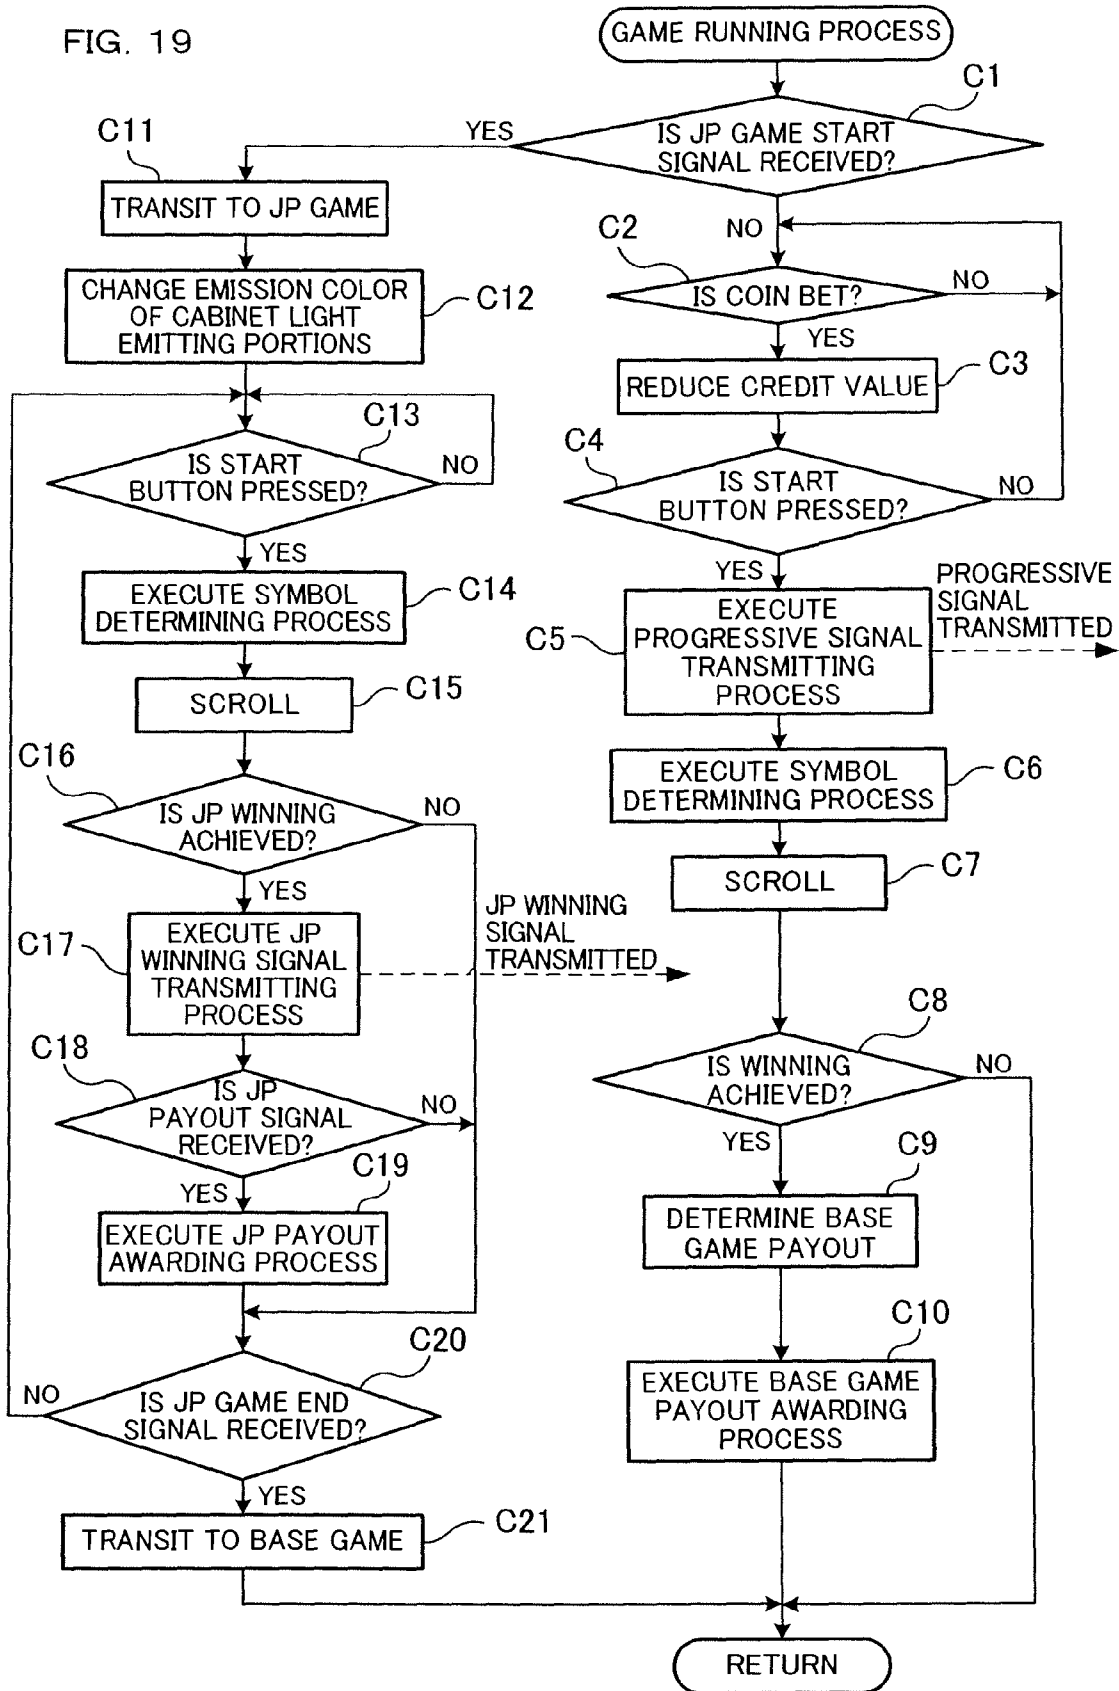 FIG. 19
GAME RUNNING PROCESS
C1
IS JP GAME START
SIGNAL RECEIVED?
YES
NO
C11
TRANSIT TO JP GAME
C12
CHANGE EMISSION COLOR
OF CABINET LIGHT
EMITTING PORTIONS
C13
IS START
BUTTON PRESSED?
NO
YES
C14
EXECUTE SYMBOL
DETERMINING PROCESS
C15
SCROLL
C16
IS JP WINNING
ACHIEVED?
NO
YES
C17
EXECUTE JP
WINNING SIGNAL
TRANSMITTING
PROCESS
JP WINNING
SIGNAL
TRANSMITTED
C18
IS JP
PAYOUT SIGNAL
RECEIVED?
NO
YES
C19
EXECUTE JP PAYOUT
AWARDING PROCESS
C20
IS JP GAME END
SIGNAL RECEIVED?
NO
YES
C21
TRANSIT TO BASE GAME
C2
IS COIN BET?
NO
YES
C3
REDUCE CREDIT VALUE
C4
IS START
BUTTON PRESSED?
NO
YES
C5
EXECUTE
PROGRESSIVE SIGNAL
TRANSMITTING
PROCESS
PROGRESSIVE
SIGNAL
TRANSMITTED
C6
EXECUTE SYMBOL
DETERMINING PROCESS
C7
SCROLL
C8
IS WINNING
ACHIEVED?
NO
YES
C9
DETERMINE BASE
GAME PAYOUT
C10
EXECUTE BASE GAME
PAYOUT AWARDING
PROCESS
RETURN